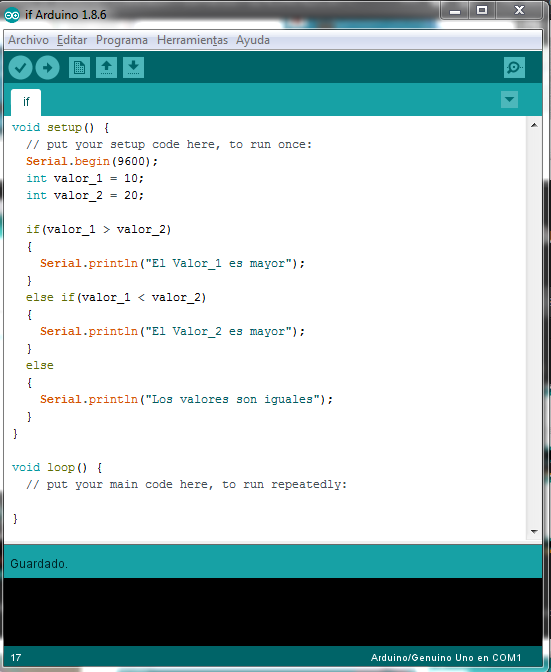 if Arduino 1.8.6
Archivo Editar Programa Herramientas Ayuda
if
void setup() {
  // put your setup code here, to run once:
  Serial.begin(9600);
  int valor_1 = 10;
  int valor_2 = 20;

  if(valor_1 > valor_2)
  {
    Serial.println("El Valor_1 es mayor");
  }
  else if(valor_1 < valor_2)
  {
    Serial.println("El Valor_2 es mayor");
  }
  else
  {
    Serial.println("Los valores son iguales");
  }
}

void loop() {
  // put your main code here, to run repeatedly:

}
Guardado.
17 Arduino/Genuino Uno en COM1